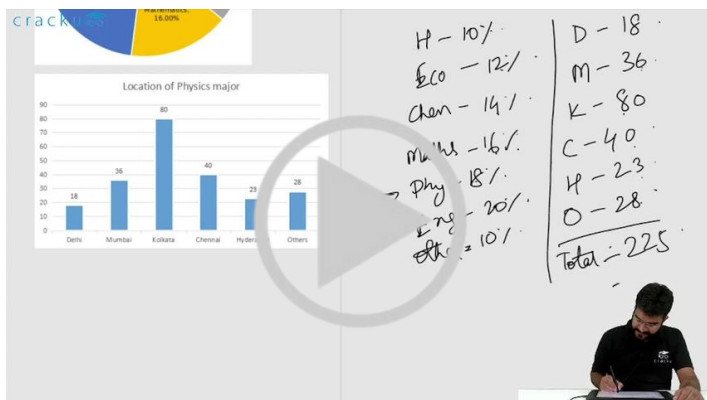 cracku
Mathematics,
16.00%
Location of Physics major
90
80
70
60
50
40
30
20
10
0
18
36
80
40
23
28
Delhi
Mumbai
Kolkata
Chennai
Others
H - 10%
Eco - 12%
Chem - 14%
Maths - 16%
Phy - 18%
Eng - 20%
= 10%
D - 18
M - 36
K - 80
C - 40
H - 23
O - 28
Total = 225